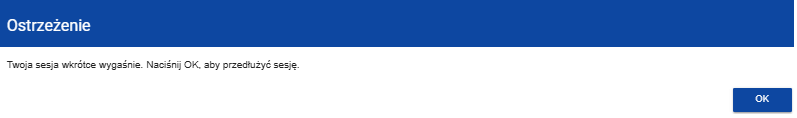 Ostrzeżenie
Twoja sesja wkrótce wygaśnie. Naciśnij OK, aby przedłużyć sesję.
OK